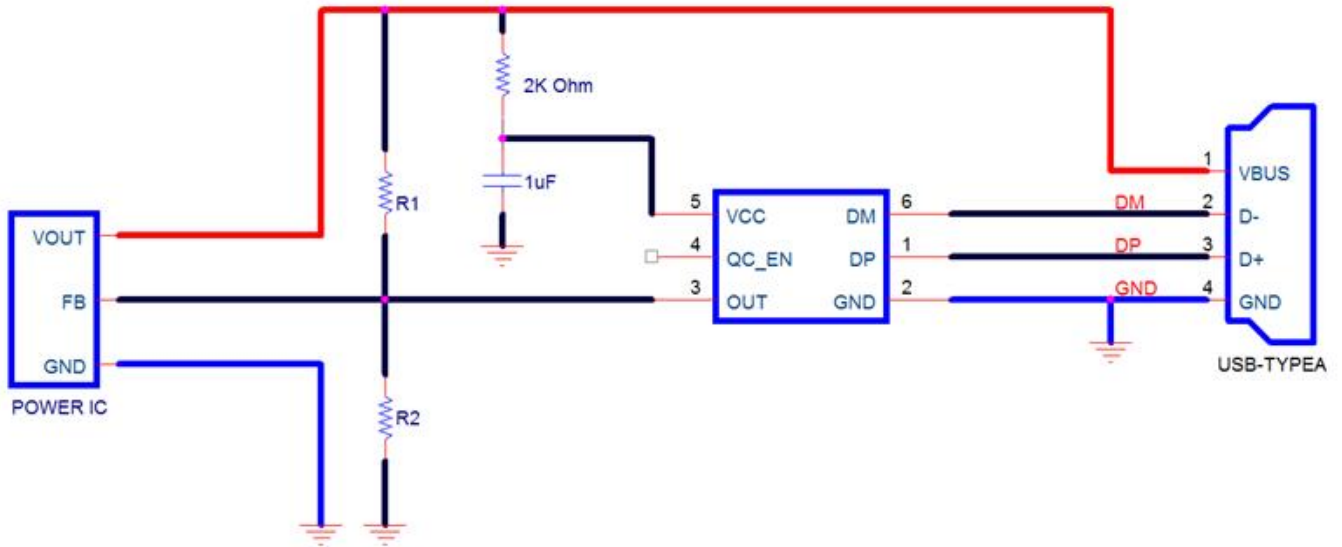 2K Ohm
1uF
R1
R2
VOUT
FB
GND
POWER IC
5
4
3
VCC
QC_EN
OUT
DM
DP
GND
6
1
2
DM
DP
GND
1
2
3
4
VBUS
D-
D+
GND
USB-TYPEA